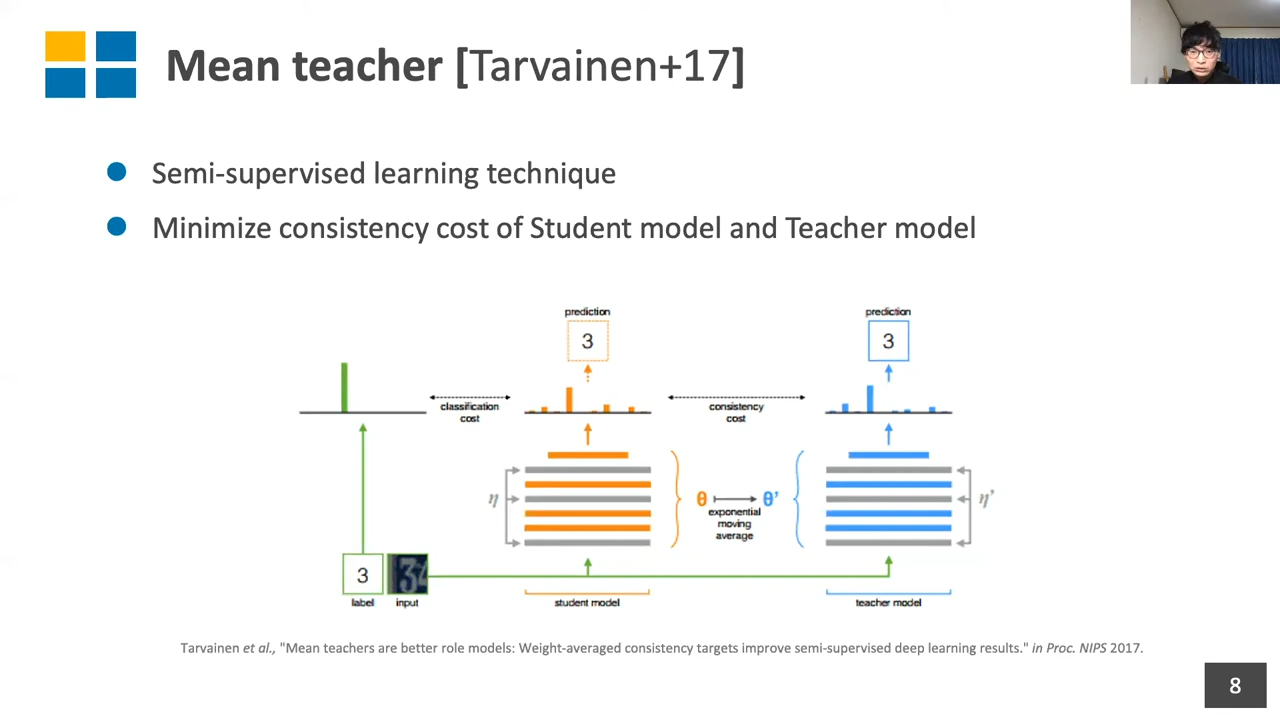 Mean teacher [Tarvainen+17]
Semi-supervised learning technique
Minimize consistency cost of Student model and Teacher model
prediction
3
prediction
3
classification
cost
consistency
cost
η
θ
θ'
exponential
moving
average
η'
3
label
input
student model
teacher model
Tarvainen et al., "Mean teachers are better role models: Weight-averaged consistency targets improve semi-supervised deep learning results." in Proc. NIPS 2017.
8